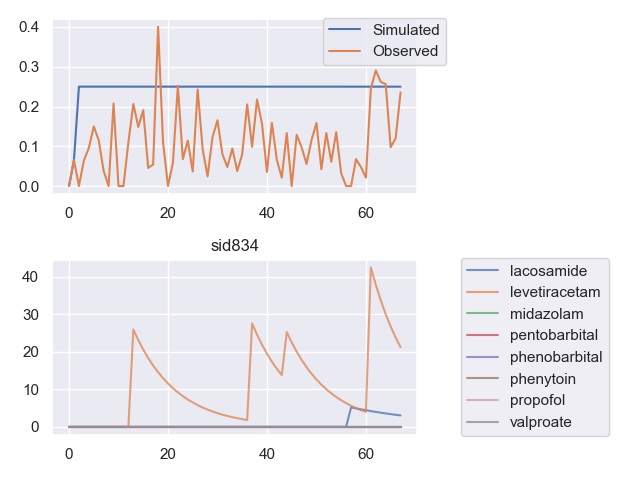 0.4
0.3
0.2
0.1
0.0
0 20 40 60
Simulated
Observed
sid834
40
30
20
10
0
0 20 40 60
lacosamide
levetiracetam
midazolam
pentobarbital
phenobarbital
phenytoin
propofol
valproate